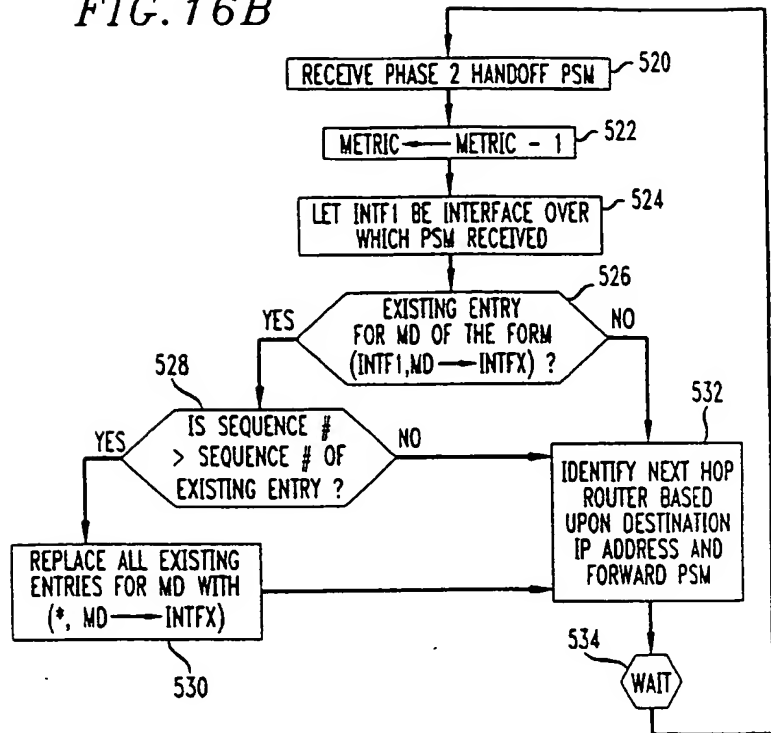 FIG. 16B
RECEIVE PHASE 2 HANDOFF PSM
520
METRIC ← METRIC - 1
522
LET INTF1 BE INTERFACE OVER
WHICH PSM RECEIVED
524
526
EXISTING ENTRY
FOR MD OF THE FORM
(INTF1,MD → INTFX) ?
YES
NO
528
IS SEQUENCE #
> SEQUENCE # OF
EXISTING ENTRY ?
YES
NO
532
IDENTIFY NEXT HOP
ROUTER BASED
UPON DESTINATION
IP ADDRESS AND
FORWARD PSM
REPLACE ALL EXISTING
ENTRIES FOR MD WITH
(*, MD → INTFX)
530
534
WAIT